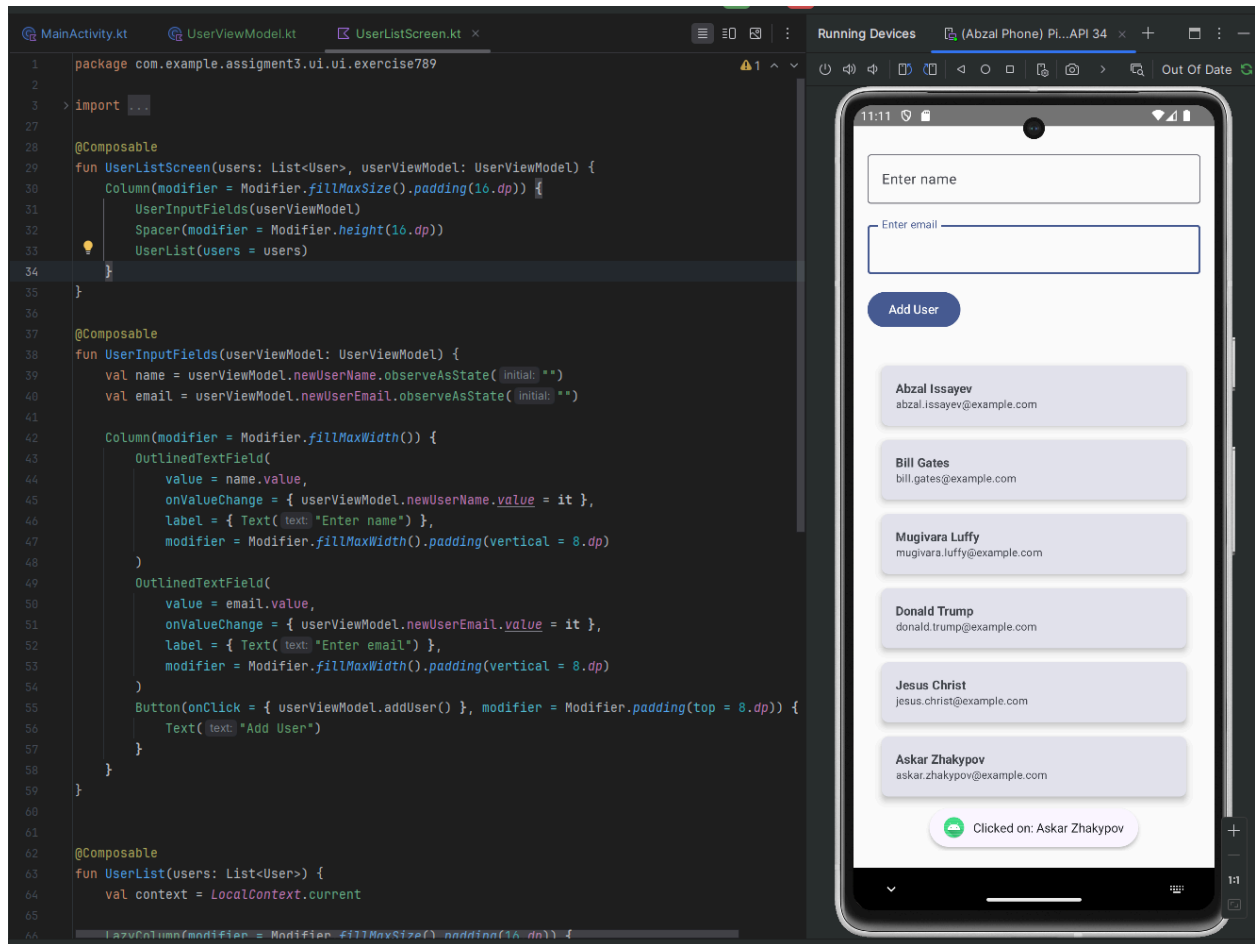 MainActivity.kt
UserViewModel.kt
UserListScreen.kt
1 package com.example.assigment3.ui.ui.exercise789
1
2
3 import ...
27
28 @Composable
29 fun UserListScreen(users: List<User>, userViewModel: UserViewModel) {
30 Column(modifier = Modifier.fillMaxSize().padding(16.dp)) {
31 UserInputFields(userViewModel)
32 Spacer(modifier = Modifier.height(16.dp))
33 UserList(users = users)
34 }
35 }
36
37 @Composable
38 fun UserInputFields(userViewModel: UserViewModel) {
39 val name = userViewModel.newUserName.observeAsState( initial: "")
40 val email = userViewModel.newUserEmail.observeAsState( initial: "")
41
42 Column(modifier = Modifier.fillMaxWidth()) {
43 OutlinedTextField(
44 value = name.value,
45 onValueChange = { userViewModel.newUserName.value = it },
46 label = { Text( text: "Enter name") },
47 modifier = Modifier.fillMaxWidth().padding(vertical = 8.dp)
48 )
49 OutlinedTextField(
50 value = email.value,
51 onValueChange = { userViewModel.newUserEmail.value = it },
52 label = { Text( text: "Enter email") },
53 modifier = Modifier.fillMaxWidth().padding(vertical = 8.dp)
54 )
55 Button(onClick = { userViewModel.addUser() }, modifier = Modifier.padding(top = 8.dp)) {
56 Text( text: "Add User")
57 }
58 }
59 }
60
61
62 @Composable
63 fun UserList(users: List<User>) {
64 val context = LocalContext.current
65
66 LazyColumn(modifier = Modifier.fillMaxSize().padding(16.dp)) {
Running Devices
(Abzal Phone) Pi...API 34
Out Of Date
11:11
Enter name
Enter email
Add User
Abzal Issayev
abzal.issayev@example.com
Bill Gates
bill.gates@example.com
Mugivara Luffy
mugivara.luffy@example.com
Donald Trump
donald.trump@example.com
Jesus Christ
jesus.christ@example.com
Askar Zhakypov
askar.zhakypov@example.com
Clicked on: Askar Zhakypov
1:1